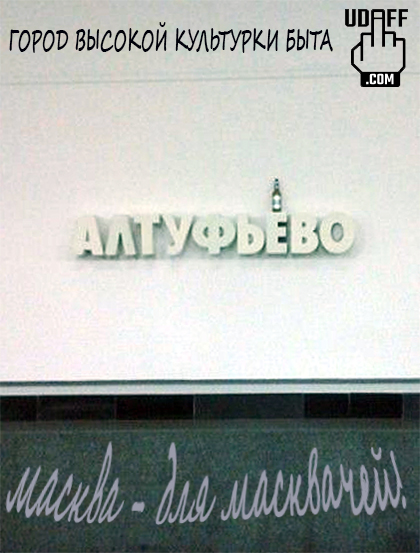 ГОРОД ВЫСОКОЙ КУЛЬТУРКИ БЫТА
UDAFF
.COM
АЛТУФЬЕВО
масква - для масквачей!